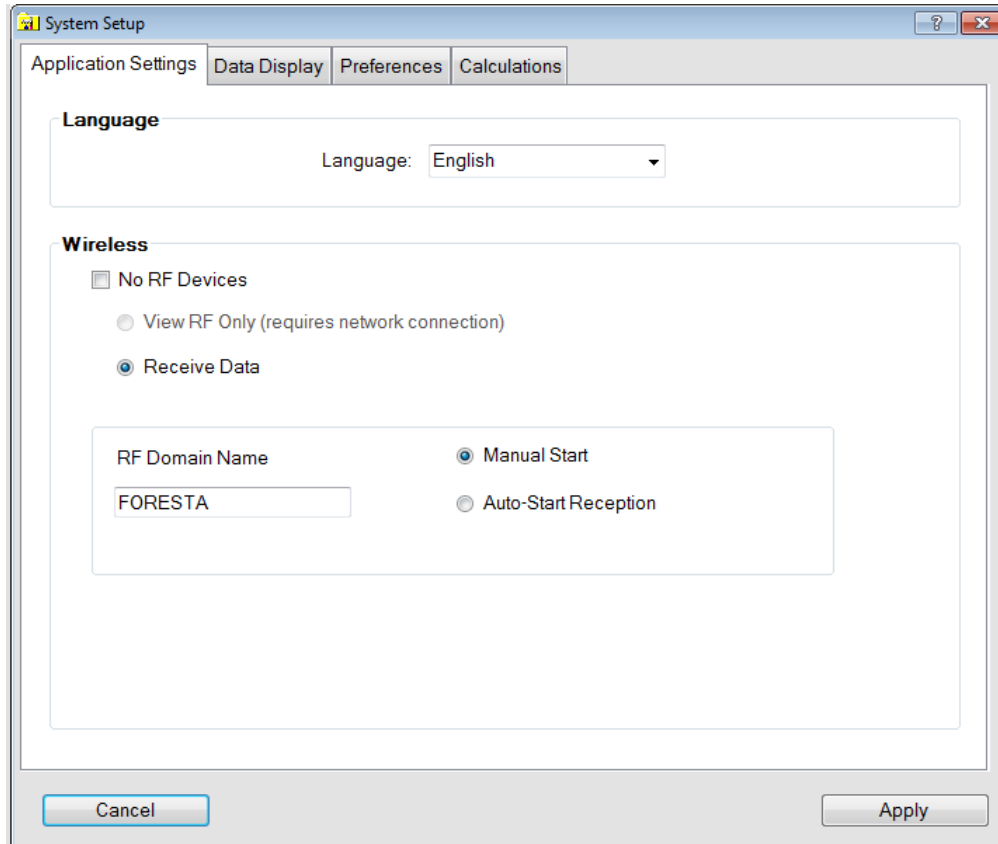 System Setup
Application Settings Data Display Preferences Calculations
Language
Language: English
Wireless
No RF Devices
View RF Only (requires network connection)
Receive Data
RF Domain Name Manual Start
FORESTA Auto-Start Reception
Cancel Apply